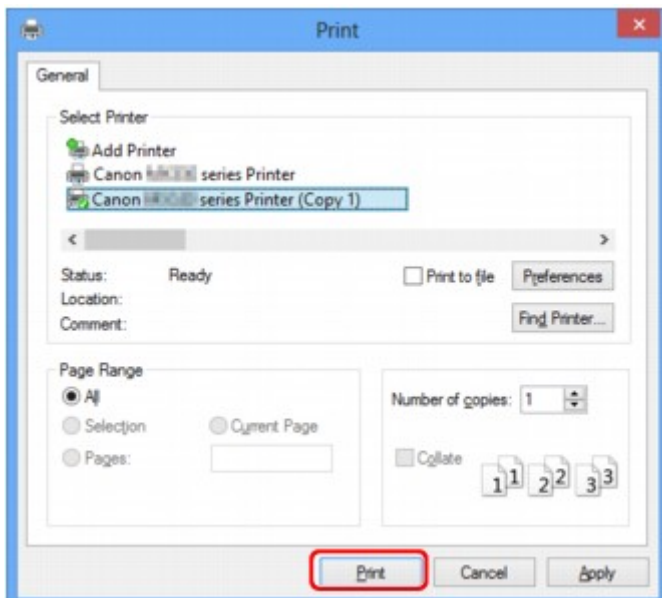 Print
General
Select Printer
Add Printer
Canon series Printer
Canon series Printer (Copy 1)
Status: Ready
Print to file
Preferences
Location:
Comment:
Find Printer...
Page Range
All
Selection
Current Page
Pages:
Number of copies: 1
Collate
1 1 2 2 3 3
Print
Cancel
Apply